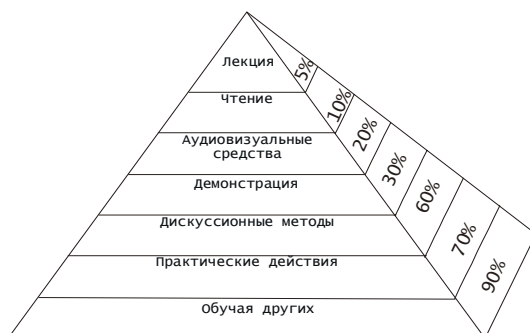 Лекция
5%
Чтение
10%
Аудиовизуальные
средства
20%
Демонстрация
30%
Дискуссионные методы
60%
Практические действия
70%
Обучая других
90%